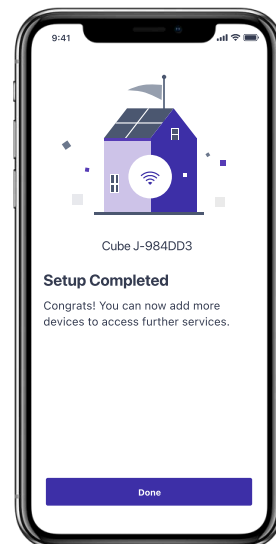 9:41
Cube J-984DD3
Setup Completed
Congrats! You can now add more
devices to access further services.
Done